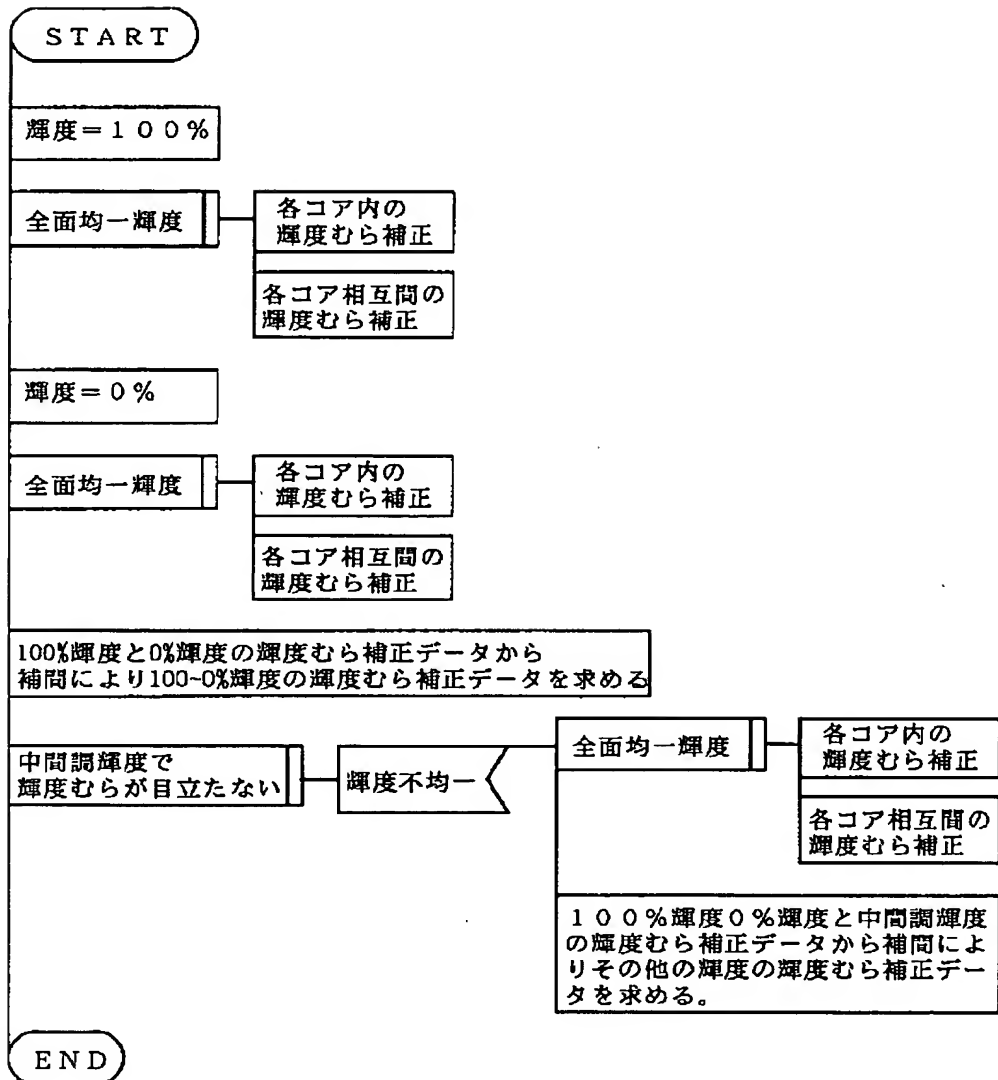 START
輝度=100%
全面均一輝度
各コア内の
輝度むら補正
各コア相互間の
輝度むら補正
輝度=0%
全面均一輝度
各コア内の
輝度むら補正
各コア相互間の
輝度むら補正
100%輝度と0%輝度の輝度むら補正データから
補間により100~0%輝度の輝度むら補正データを求める
中間調輝度で
輝度むらが目立たない
輝度不均一
全面均一輝度
各コア内の
輝度むら補正
各コア相互間の
輝度むら補正
100%輝度0%輝度と中間調輝度
の輝度むら補正データから補間によ
りその他の輝度の輝度むら補正デー
タを求める。
END